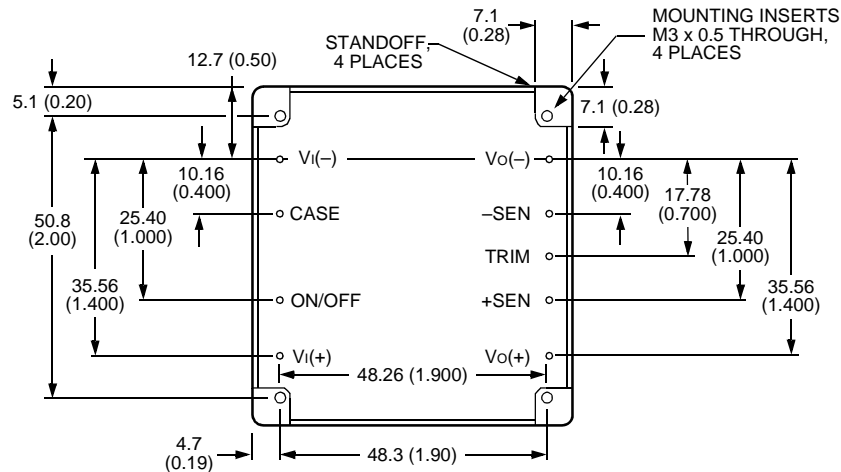 7.1
(0.28)
MOUNTING INSERTS
M3 x 0.5 THROUGH,
4 PLACES
STANDOFF,
4 PLACES
12.7 (0.50)
5.1 (0.20)
7.1 (0.28)
VI(–)
VO(–)
10.16
(0.400)
10.16
(0.400)
17.78
(0.700)
50.8
(2.00)
25.40
(1.000)
CASE
–SEN
25.40
(1.000)
TRIM
35.56
(1.400)
35.56
(1.400)
ON/OFF
+SEN
VI(+)
VO(+)
48.26 (1.900)
4.7
(0.19)
48.3 (1.90)